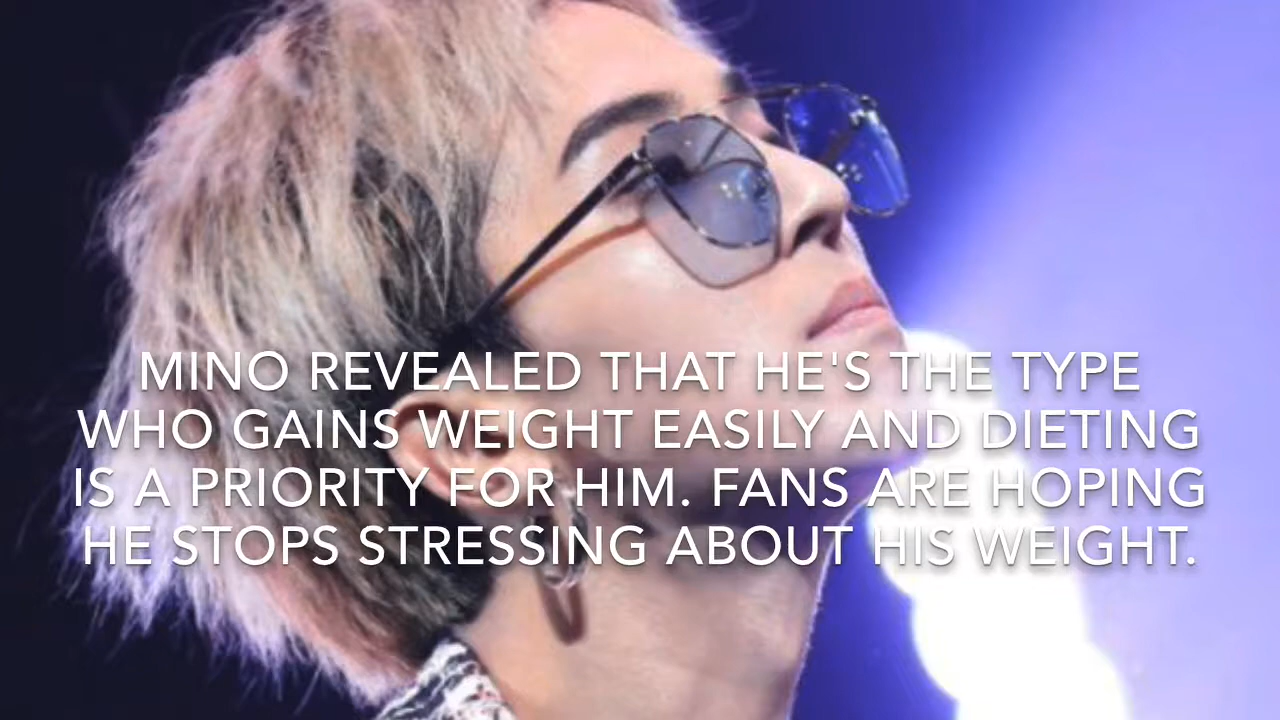 MINO REVEALED THAT HE'S THE TYPE
WHO GAINS WEIGHT EASILY AND DIETING
IS A PRIORITY FOR HIM. FANS ARE HOPING
HE STOPS STRESSING ABOUT HIS WEIGHT.